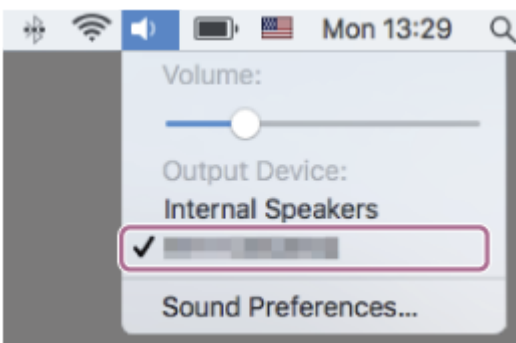 Mon 13:29
Volume:
Output Device:
Internal Speakers
Sound Preferences...